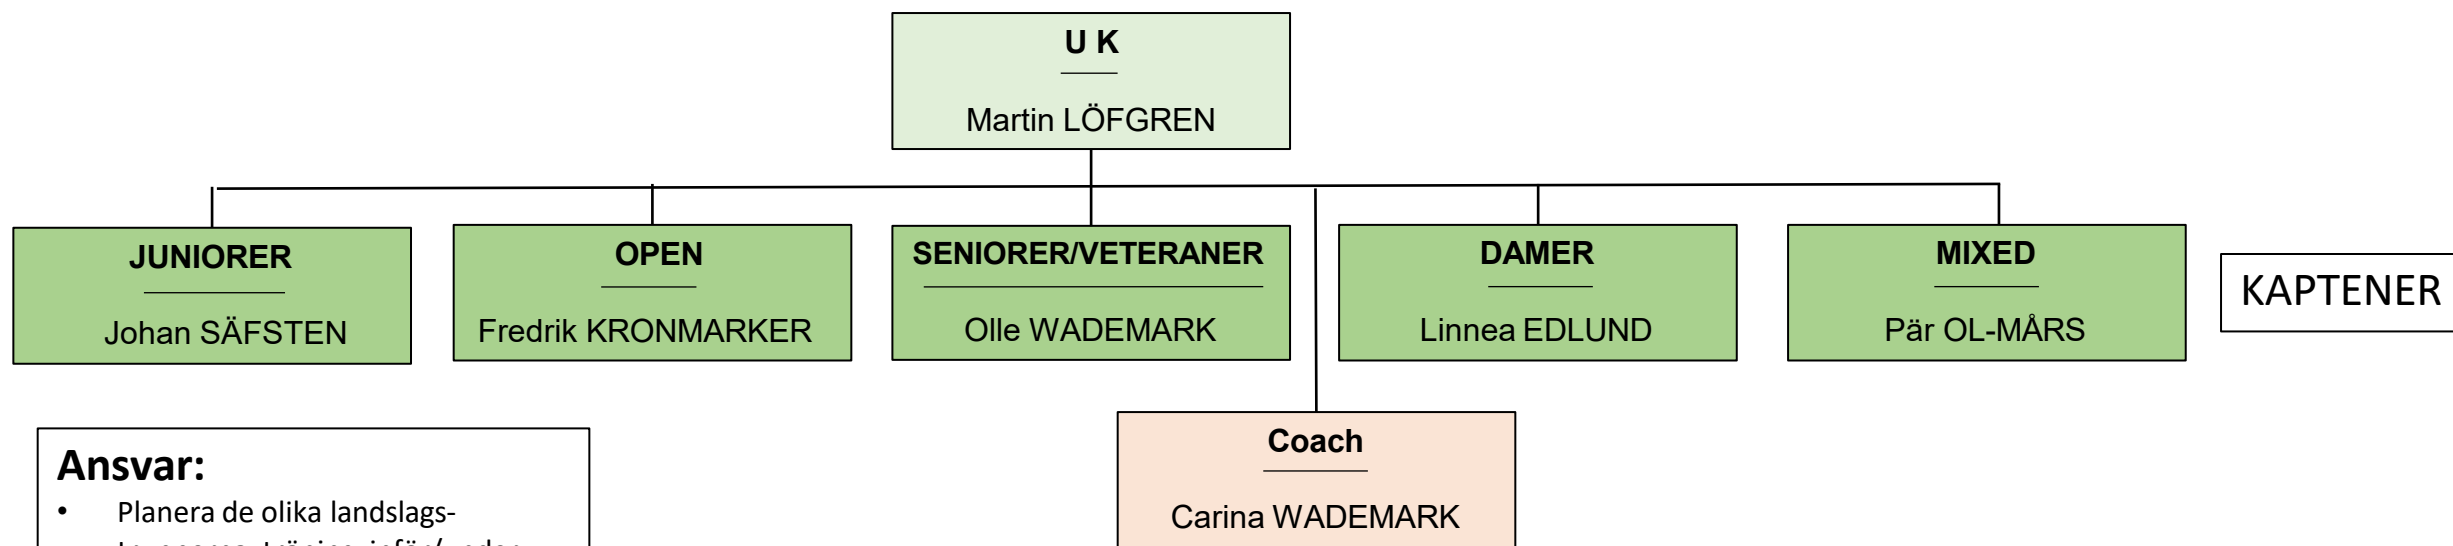 U K
Martin LÖFGREN
JUNIORER
Johan SÄFSTEN
OPEN
Fredrik KRONMARKER
SENIORER/VETERANER
Olle WADEMARK
DAMER
Linnea EDLUND
MIXED
Pär OL-MÅRS
KAPTENER
Coach
Carina WADEMARK
Ansvar:
• Planera de olika landslags-